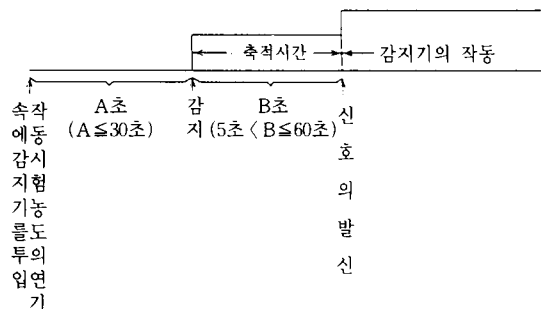 축적시간
감지기의 작동
A초
(A≦30초)
감지
B초
(5초〈B≦60초)
작동시험농도의연기
속에감지기를투입
신호의발신